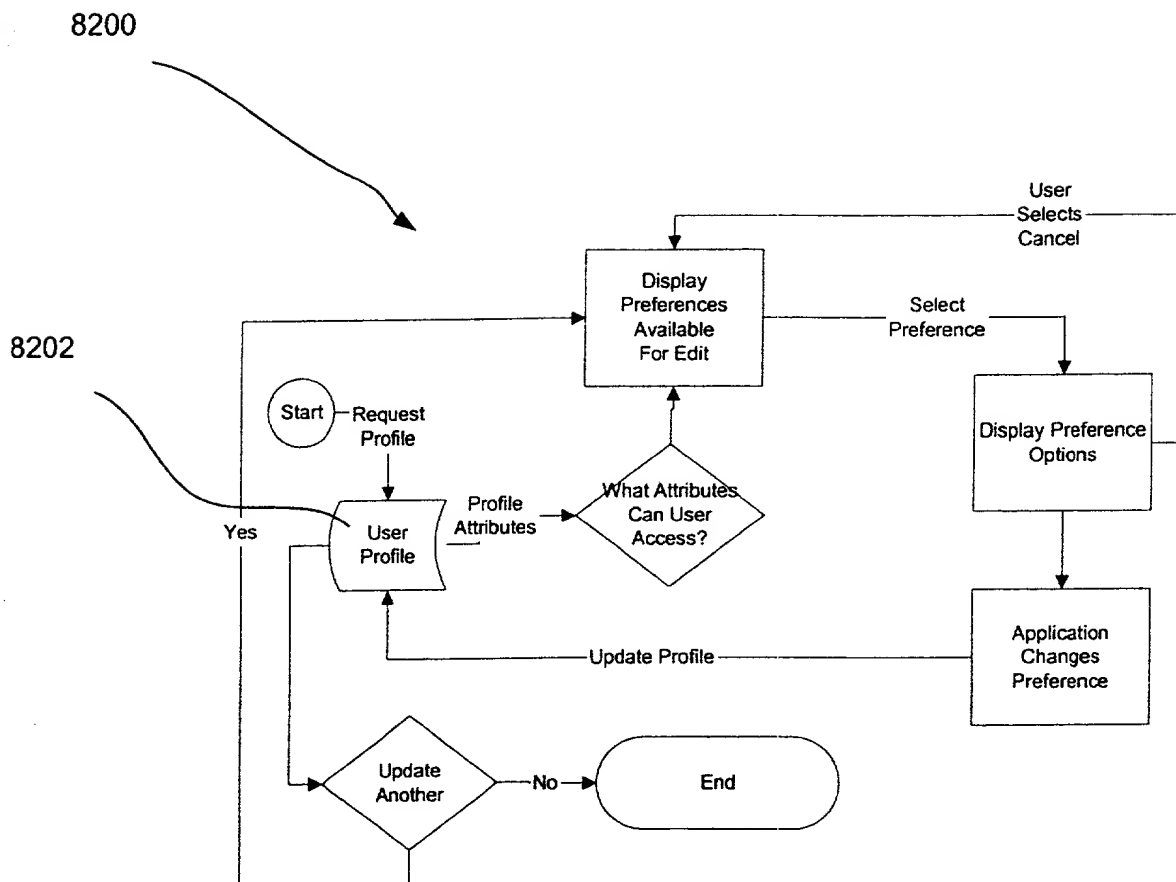 8200
User
Selects
Cancel
Display
Preferences
Available
For Edit
Select
Preference
8202
Start
Request
Profile
Display Preference
Options
What Attributes
Can User
Access?
Profile
Attributes
User
Profile
Yes
Application
Changes
Preference
Update Profile
Update
Another
No
End